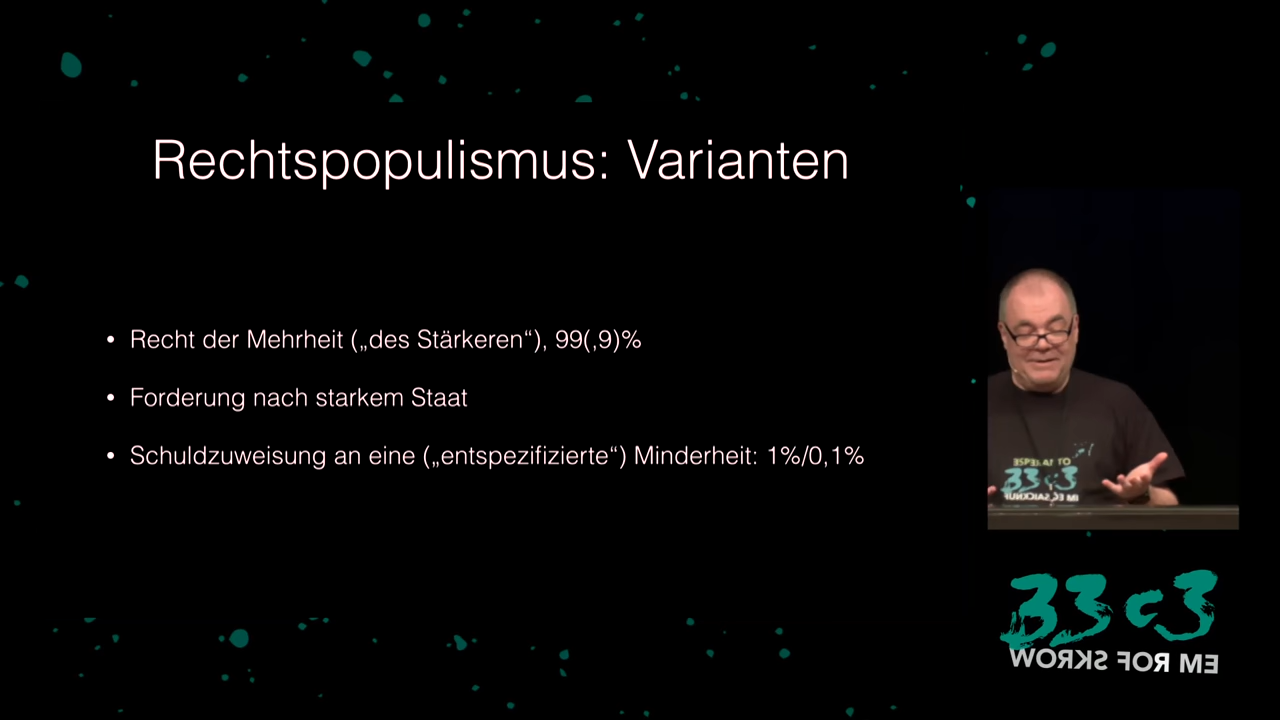 Rechtspopulismus: Varianten
• Recht der Mehrheit („des Stärkeren“), 99(,9)%
• Forderung nach starkem Staat
• Schuldzuweisung an eine („entspezifizierte“) Minderheit: 1%/0,1%
33c3
33c3
WORKS FOR ME